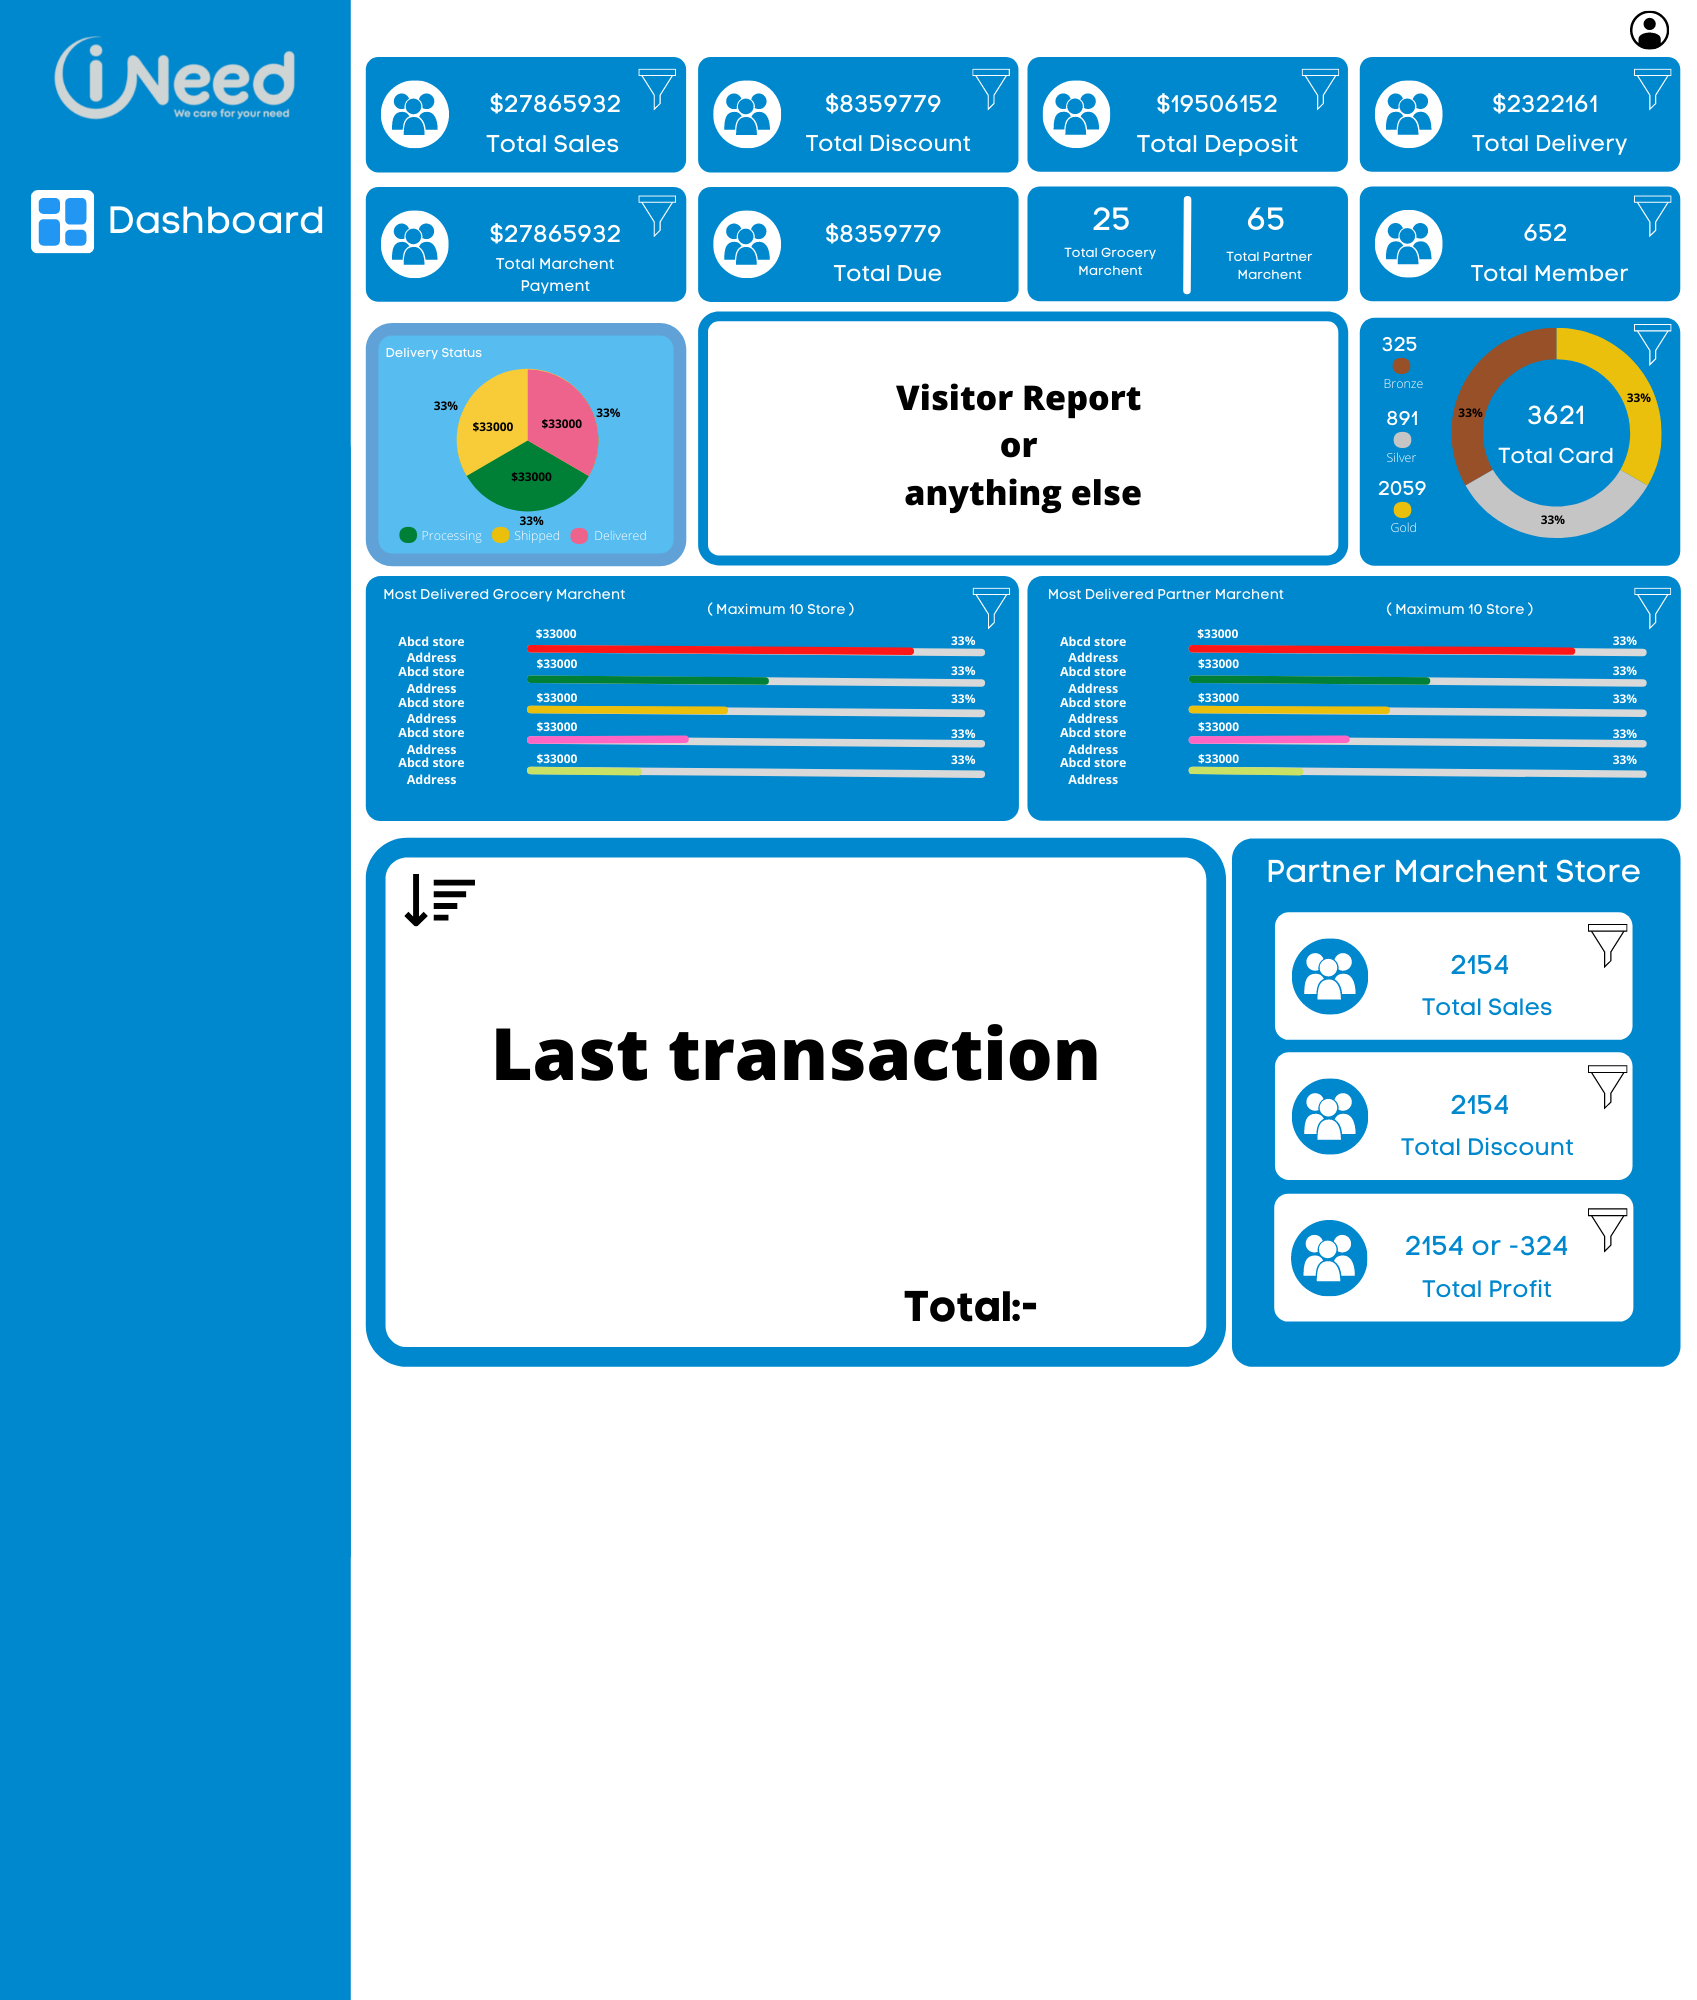 i Need
We care for your need
Dashboard
$27865932
Total Sales
$8359779
Total Discount
$19506152
Total Deposit
$2322161
Total Delivery
$27865932
Total Marchent
Payment
$8359779
Total Due
25
Total Grocery
Marchent
65
Total Partner
Marchent
652
Total Member
Delivery Status
33%
33%
$33000
$33000
$33000
33%
Processing
Shipped
Delivered
Visitor Report
or
anything else
325
Bronze
891
Silver
2059
Gold
33%
33%
33%
3621
Total Card
Most Delivered Grocery Marchent
( Maximum 10 Store )
Abcd store
Address
$33000
33%
Abcd store
Address
$33000
33%
Abcd store
Address
$33000
33%
Abcd store
Address
$33000
33%
Abcd store
Address
$33000
33%
Most Delivered Partner Marchent
( Maximum 10 Store )
Abcd store
Address
$33000
33%
Abcd store
Address
$33000
33%
Abcd store
Address
$33000
33%
Abcd store
Address
$33000
33%
Abcd store
Address
$33000
33%
Last transaction
Total:-
Partner Marchent Store
2154
Total Sales
2154
Total Discount
2154 or -324
Total Profit